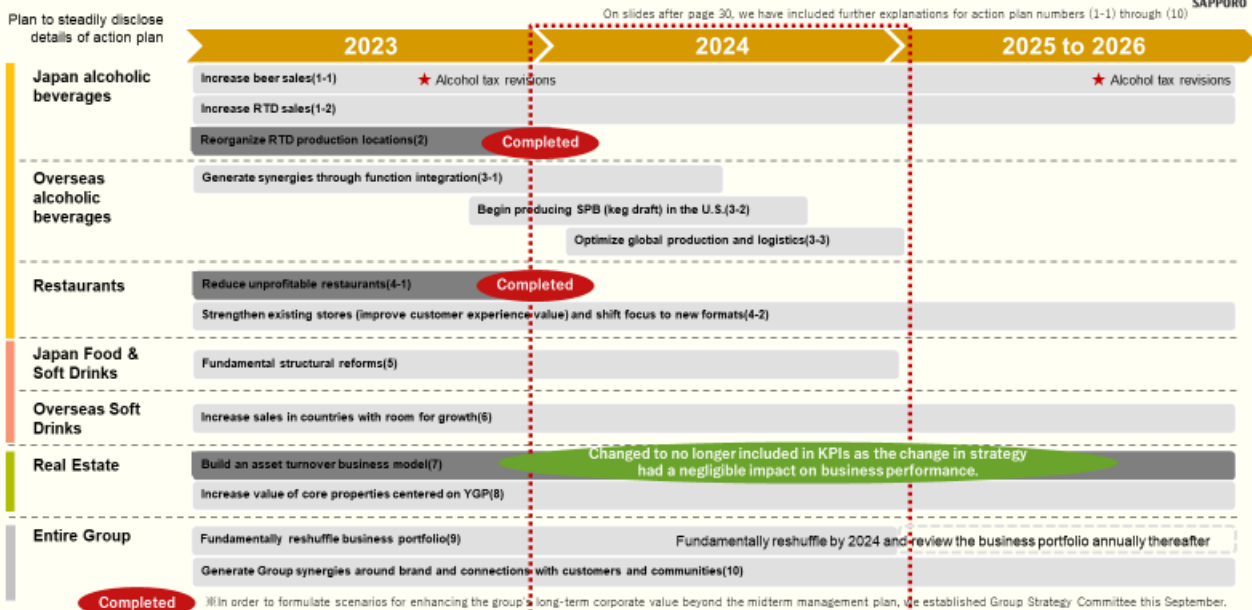 SAPPORO
Plan to steadily disclose
details of action plan
On slides after page 30, we have included further explanations for action plan numbers (1-1) through (10)
2023
2024
2025 to 2026
Japan alcoholic
beverages
Increase beer sales(1-1)
★ Alcohol tax revisions
★ Alcohol tax revisions
Increase RTD sales(1-2)
Reorganize RTD production locations(2)
Completed
Overseas
alcoholic
beverages
Generate synergies through function integration(3-1)
Begin producing SPB (keg draft) in the U.S.(3-2)
Optimize global production and logistics(3-3)
Restaurants
Reduce unprofitable restaurants(4-1)
Completed
Strengthen existing stores (improve customer experience value) and shift focus to new formats(4-2)
Japan Food &
Soft Drinks
Fundamental structural reforms(5)
Overseas Soft
Drinks
Increase sales in countries with room for growth(6)
Real Estate
Build an asset turnover business model(7)
Changed to no longer included in KPIs as the change in strategy
had a negligible impact on business performance.
Increase value of core properties centered on YGP(8)
Entire Group
Fundamentally reshuffle business portfolio(9)
Fundamentally reshuffle by 2024 and review the business portfolio annually thereafter
Generate Group synergies around brand and connections with customers and communities(10)
Completed
※In order to formulate scenarios for enhancing the group's long-term corporate value beyond the midterm management plan, we established Group Strategy Committee this September.